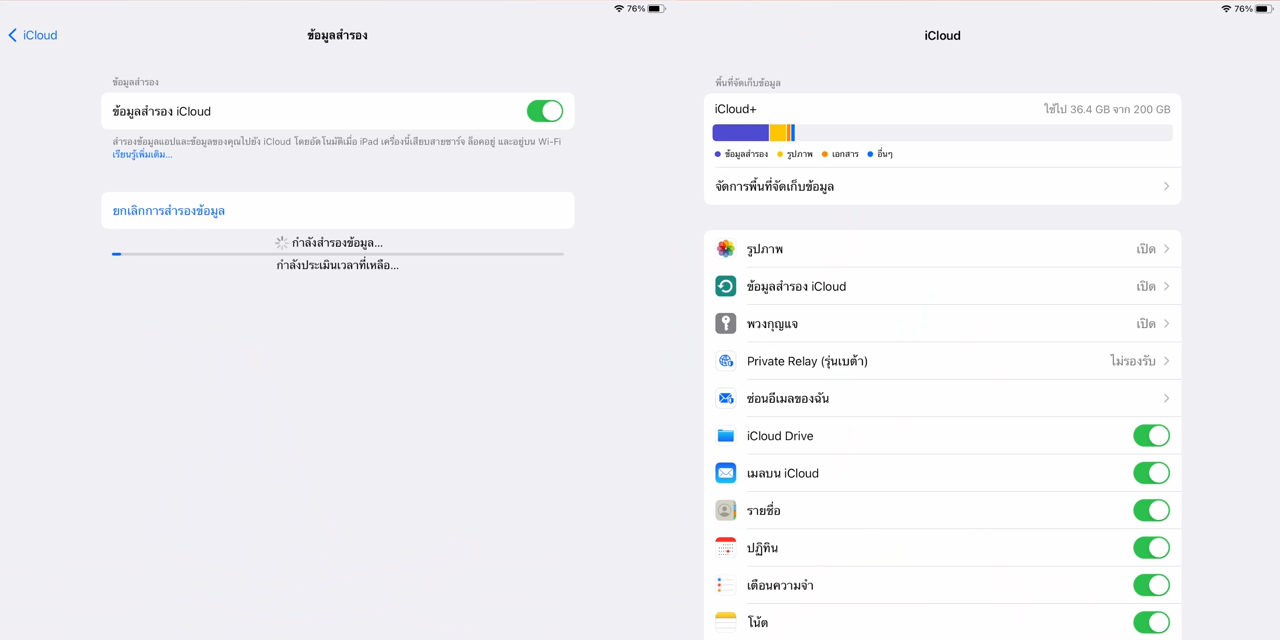 76%
iCloud
ข้อมูลสำรอง
ข้อมูลสำรอง
ข้อมูลสำรอง iCloud
สำรองข้อมูลแอปและข้อมูลของคุณไปยัง iCloud โดยอัตโนมัติเมื่อ iPad เครื่องนี้เสียบสายชาร์จ ล็อคอยู่ และอยู่บน Wi-Fi
เรียนรู้เพิ่มเติม...
ยกเลิกการสำรองข้อมูล
กำลังสำรองข้อมูล...
กำลังประเมินเวลาที่เหลือ...
76%
iCloud
พื้นที่จัดเก็บข้อมูล
iCloud+ ใช้ไป 36.4 GB จาก 200 GB
ข้อมูลสำรอง รูปภาพ เอกสาร อื่นๆ
จัดการพื้นที่จัดเก็บข้อมูล
รูปภาพ เปิด
ข้อมูลสำรอง iCloud เปิด
พวงกุญแจ เปิด
Private Relay (รุ่นเบต้า) ไม่รองรับ
ซ่อนอีเมลของฉัน
iCloud Drive
เมลบน iCloud
รายชื่อ
ปฏิทิน
เตือนความจำ
โน้ต